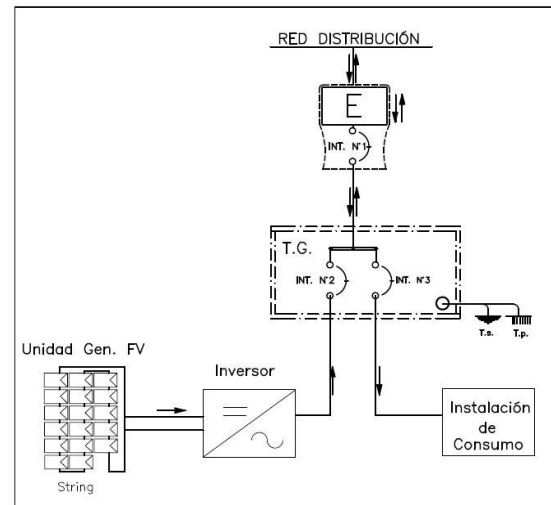 RED DISTRIBUCIÓN
E
INT. Nº1
T.G.
INT. Nº2
INT. Nº3
T.s.
T.p.
Unidad Gen. FV
Inversor
Instalación
de
Consumo
String